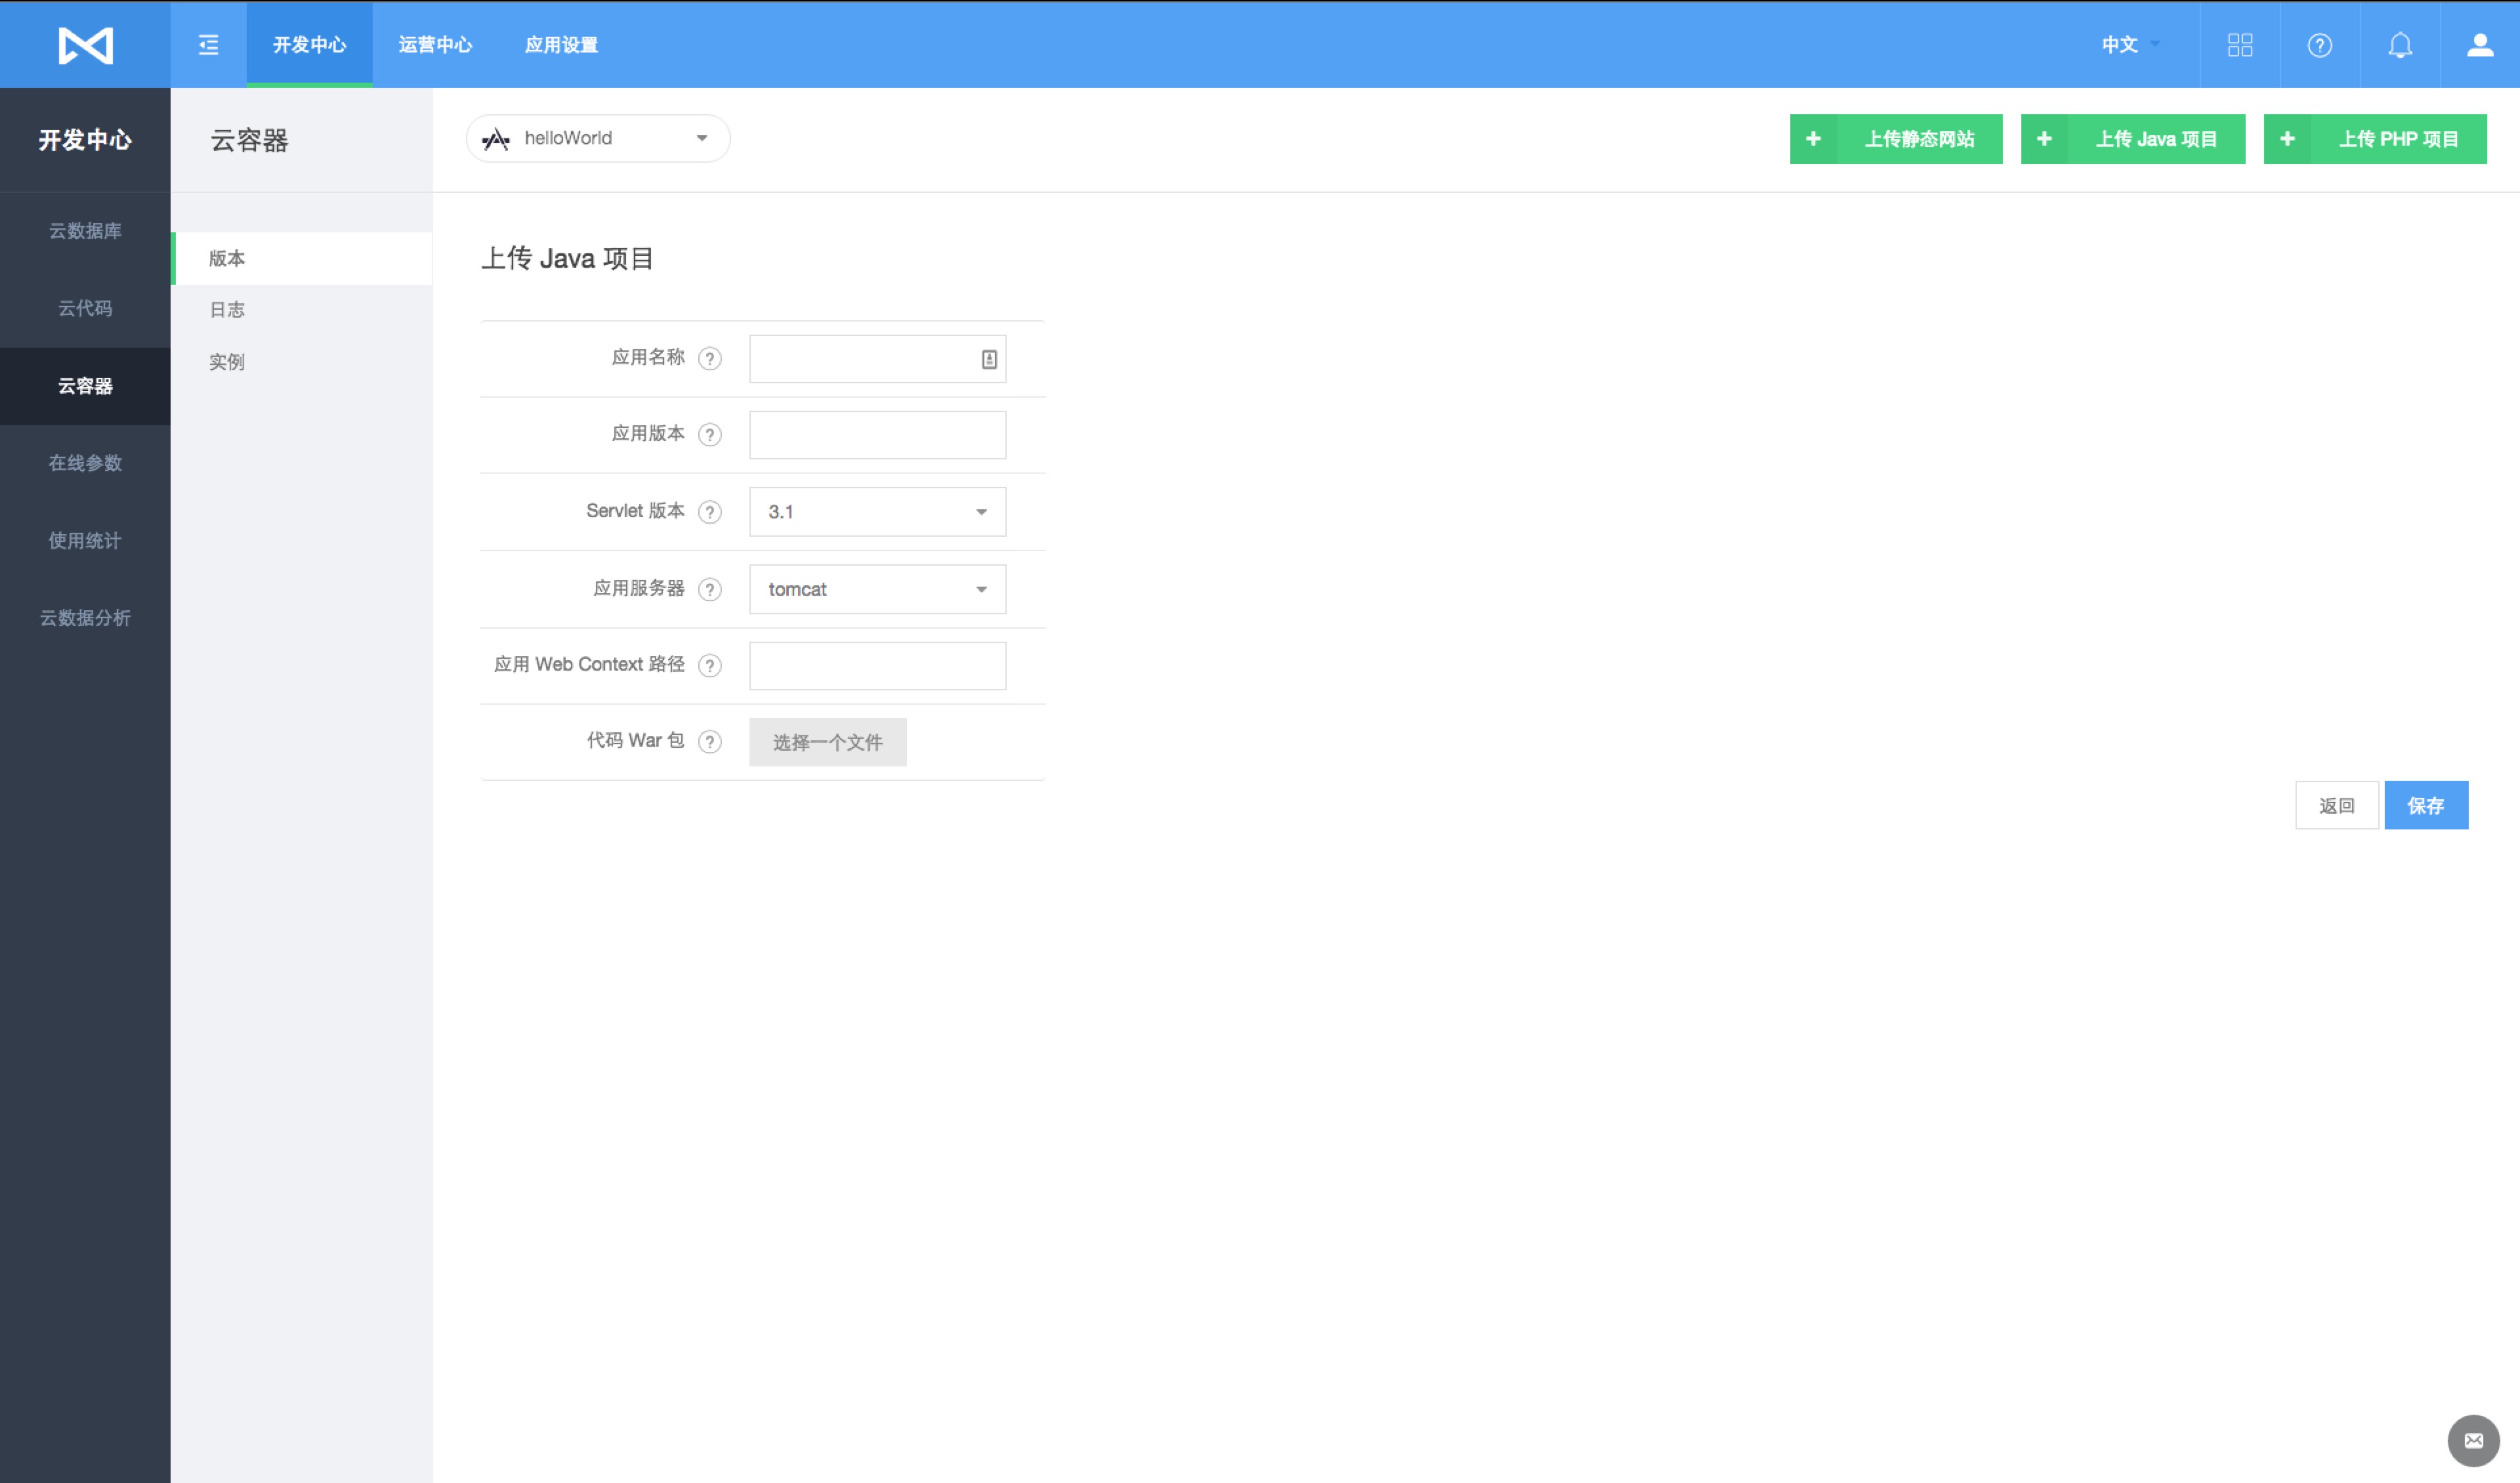 开发中心
运营中心
应用设置
中文
开发中心
云数据库
云代码
云容器
在线参数
使用统计
云数据分析
云容器
版本
日志
实例
helloWorld
上传静态网站
上传 Java 项目
上传 PHP 项目
上传 Java 项目
应用名称
应用版本
Servlet 版本
3.1
应用服务器
tomcat
应用 Web Context 路径
代码 War 包
选择一个文件
返回
保存